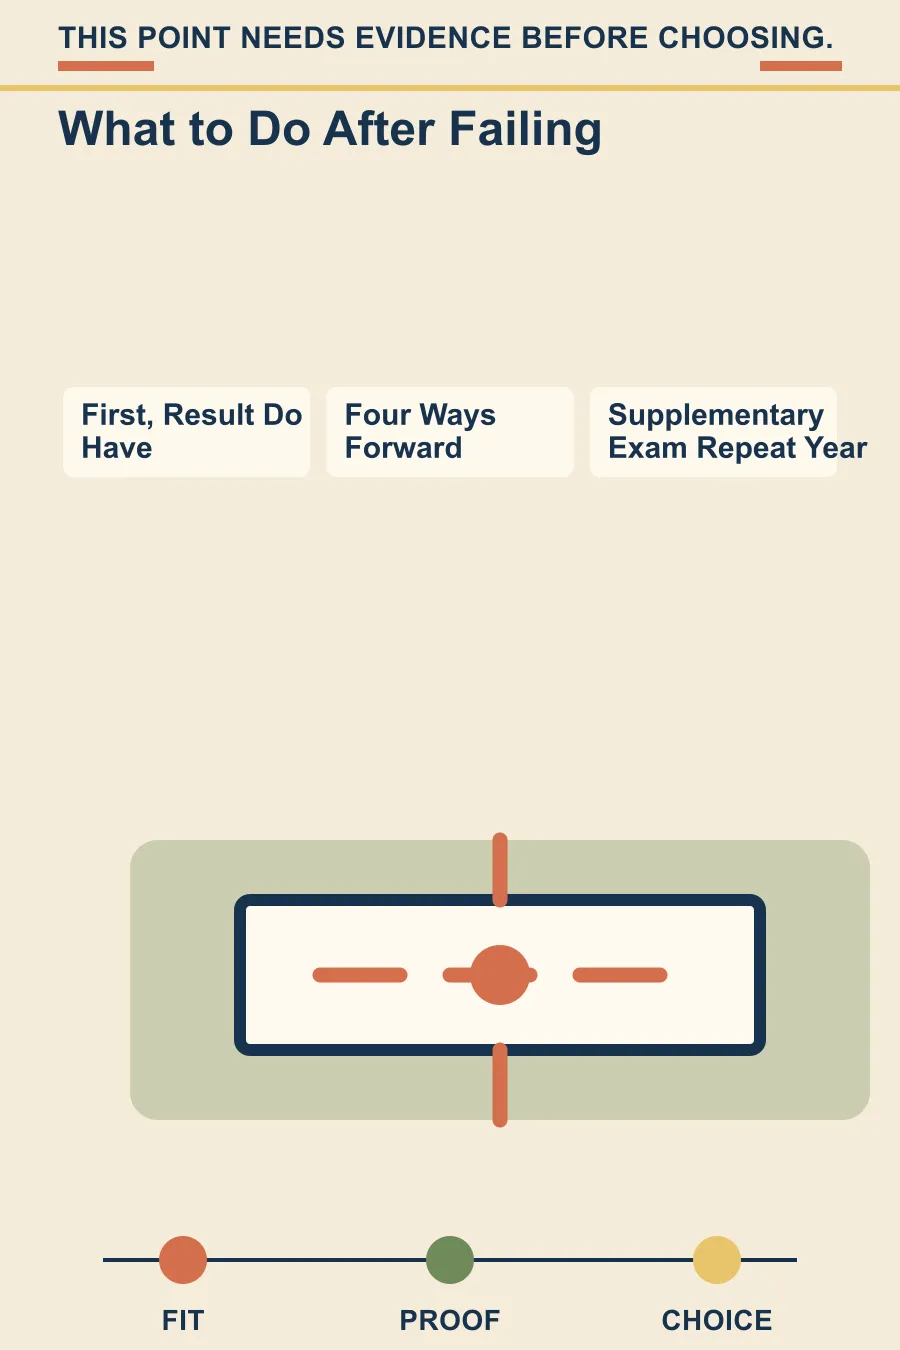 THIS POINT NEEDS EVIDENCE BEFORE CHOOSING.
What to Do After Failing
First, Result Do
Have
Four Ways
Forward
Supplementary
Exam Repeat Year
FIT
PROOF
CHOICE